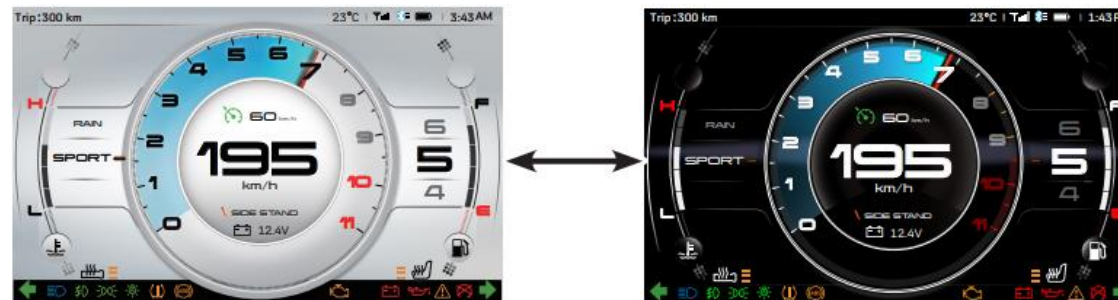 Trip:300 km 23°C 3:43AM
H
RAIN
SPORT
L
0
1
2
3
4
5
6
7
8
9
10
11
60 km/h
195
km/h
SIDE STAND
12.4V
F
6
5
4
E
Trip:300 km 23°C 1:43
H
RAIN
SPORT
L
0
1
2
3
4
5
6
7
8
9
10
11
60 km/h
195
km/h
SIDE STAND
12.4V
F
6
5
4
E